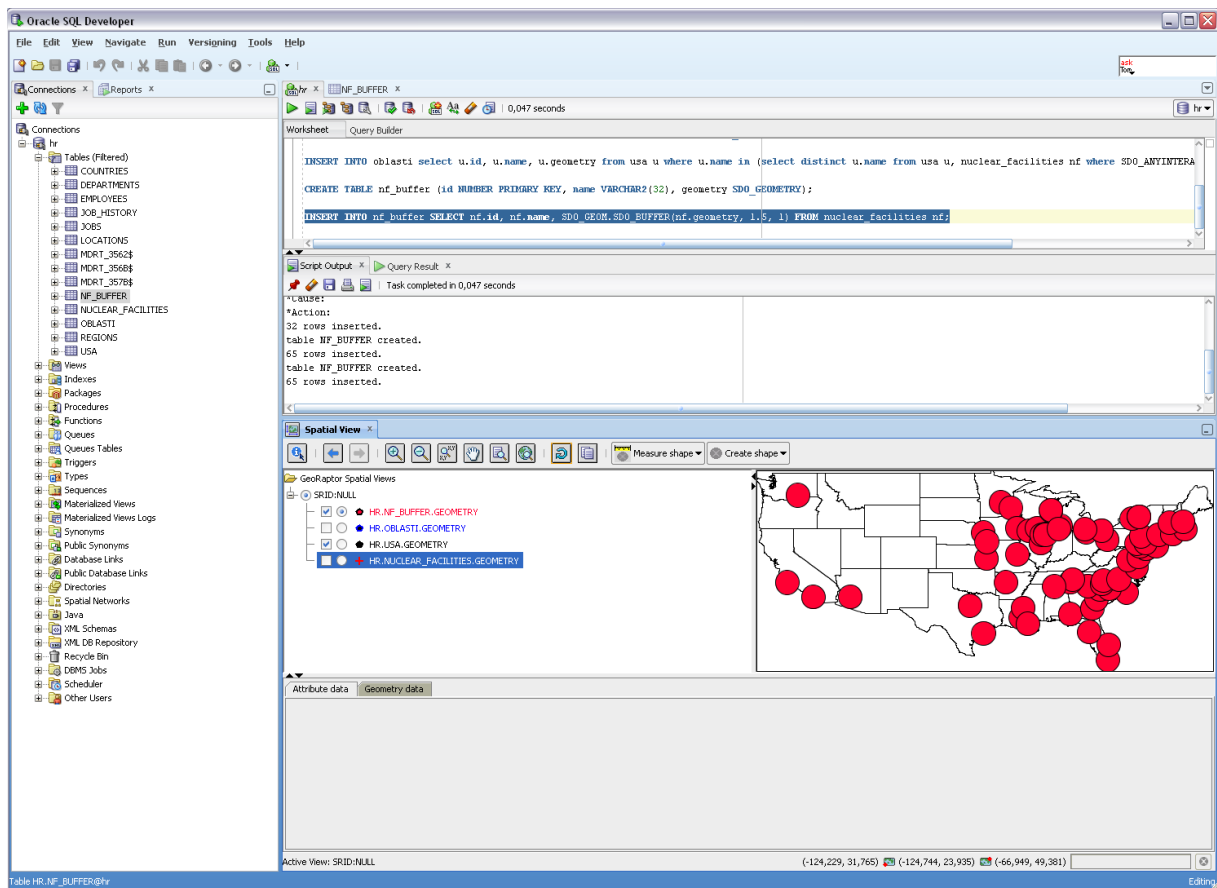 Oracle SQL Developer
File Edit View Navigate Run Versioning Tools Help
ask
Tom
Connections x Reports x
Connections
hr
Tables (Filtered)
COUNTRIES
DEPARTMENTS
EMPLOYEES
JOB_HISTORY
JOBS
LOCATIONS
MDRT_3562$
MDRT_356B$
MDRT_357B$
NF_BUFFER
NUCLEAR_FACILITIES
OBLASTI
REGIONS
USA
Views
Indexes
Packages
Procedures
Functions
Queues
Queues Tables
Triggers
Types
Sequences
Materialized Views
Materialized Views Logs
Synonyms
Public Synonyms
Database Links
Public Database Links
Directories
Spatial Networks
Java
XML Schemas
XML DB Repository
Recycle Bin
DBMS Jobs
Scheduler
Other Users
hr x NF_BUFFER x
0,047 seconds
hr
Worksheet Query Builder
INSERT INTO oblasti select u.id, u.name, u.geometry from usa u where u.name in (select distinct u.name from usa u, nuclear_facilities nf where SDO_ANYINTERA
CREATE TABLE nf_buffer (id NUMBER PRIMARY KEY, name VARCHAR2(32), geometry SDO_GEOMETRY);
INSERT INTO nf_buffer SELECT nf.id, nf.name, SDO_GEOM.SDO_BUFFER(nf.geometry, 1.5, 1) FROM nuclear_facilities nf;
Script Output x Query Result x
Task completed in 0,047 seconds
*Cause:
*Action:
32 rows inserted.
table NF_BUFFER created.
65 rows inserted.
table NF_BUFFER created.
65 rows inserted.
Spatial View x
Measure shape Create shape
GeoRaptor Spatial Views
SRID:NULL
HR.NF_BUFFER.GEOMETRY
HR.OBLASTI.GEOMETRY
HR.USA.GEOMETRY
HR.NUCLEAR_FACILITIES.GEOMETRY
Attribute data Geometry data
Active View: SRID:NULL
(-124,229, 31,765) (-124,744, 23,935) (-66,949, 49,381)
Table HR.NF_BUFFER@hr
Editing